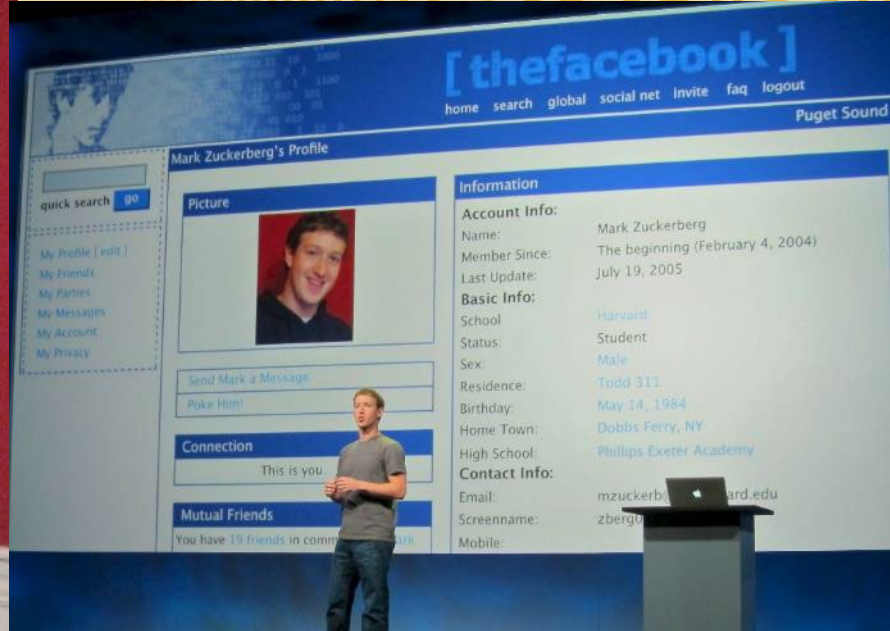 [ thefacebook ]
home search global social net invite faq logout
Puget Sound
Mark Zuckerberg's Profile
quick search go
My Profile [ edit ]
My Friends
My Parties
My Messages
My Account
My Privacy
Picture
Send Mark a Message
Poke Him!
Connection
This is you.
Mutual Friends
You have 19 friends in comm
Information
Account Info:
Name: Mark Zuckerberg
Member Since: The beginning (February 4, 2004)
Last Update: July 19, 2005
Basic Info:
School Harvard
Status: Student
Sex: Male
Residence: Todd 311
Birthday: May 14, 1984
Home Town: Dobbs Ferry, NY
High School: Phillips Exeter Academy
Contact Info:
Email: mzuckerb ard.edu
Screenname: zberg0
Mobile: